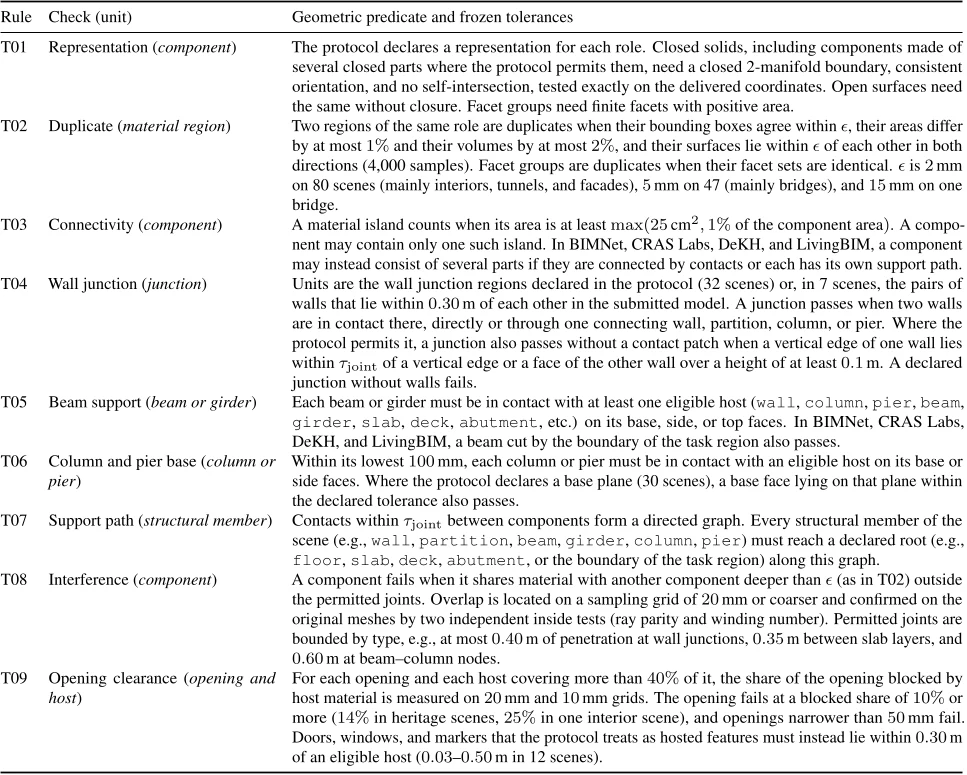 Rule Check (unit) Geometric predicate and frozen tolerances
T01 Representation (component) The protocol declares a representation for each role. Closed solids, including components made of
several closed parts where the protocol permits them, need a closed 2-manifold boundary, consistent
orientation, and no self-intersection, tested exactly on the delivered coordinates. Open surfaces need
the same without closure. Facet groups need finite facets with positive area.
T02 Duplicate (material region) Two regions of the same role are duplicates when their bounding boxes agree within ϵ, their areas differ
by at most 1% and their volumes by at most 2%, and their surfaces lie within ϵ of each other in both
directions (4,000 samples). Facet groups are duplicates when their facet sets are identical. ϵ is 2 mm
on 80 scenes (mainly interiors, tunnels, and facades), 5 mm on 47 (mainly bridges), and 15 mm on one
bridge.
T03 Connectivity (component) A material island counts when its area is at least max(25 cm², 1% of the component area). A compo-
nent may contain only one such island. In BIMNet, CRAS Labs, DeKH, and LivingBIM, a component
may instead consist of several parts if they are connected by contacts or each has its own support path.
T04 Wall junction (junction) Units are the wall junction regions declared in the protocol (32 scenes) or, in 7 scenes, the pairs of
walls that lie within 0.30 m of each other in the submitted model. A junction passes when two walls
are in contact there, directly or through one connecting wall, partition, column, or pier. Where the
protocol permits it, a junction also passes without a contact patch when a vertical edge of one wall lies
within τjoint of a vertical edge or a face of the other wall over a height of at least 0.1 m. A declared
junction without walls fails.
T05 Beam support (beam or girder) Each beam or girder must be in contact with at least one eligible host (wall, column, pier, beam,
girder, slab, deck, abutment, etc.) on its base, side, or top faces. In BIMNet, CRAS Labs,
DeKH, and LivingBIM, a beam cut by the boundary of the task region also passes.
T06 Column and pier base (column or Within its lowest 100 mm, each column or pier must be in contact with an eligible host on its base or
pier) side faces. Where the protocol declares a base plane (30 scenes), a base face lying on that plane within
the declared tolerance also passes.
T07 Support path (structural member) Contacts within τjoint between components form a directed graph. Every structural member of the
scene (e.g., wall, partition, beam, girder, column, pier) must reach a declared root (e.g.,
floor, slab, deck, abutment, or the boundary of the task region) along this graph.
T08 Interference (component) A component fails when it shares material with another component deeper than ϵ (as in T02) outside
the permitted joints. Overlap is located on a sampling grid of 20 mm or coarser and confirmed on the
original meshes by two independent inside tests (ray parity and winding number). Permitted joints are
bounded by type, e.g., at most 0.40 m of penetration at wall junctions, 0.35 m between slab layers, and
0.60 m at beam–column nodes.
T09 Opening clearance (opening and For each opening and each host covering more than 40% of it, the share of the opening blocked by
host) host material is measured on 20 mm and 10 mm grids. The opening fails at a blocked share of 10% or
more (14% in heritage scenes, 25% in one interior scene), and openings narrower than 50 mm fail.
Doors, windows, and markers that the protocol treats as hosted features must instead lie within 0.30 m
of an eligible host (0.03–0.50 m in 12 scenes).